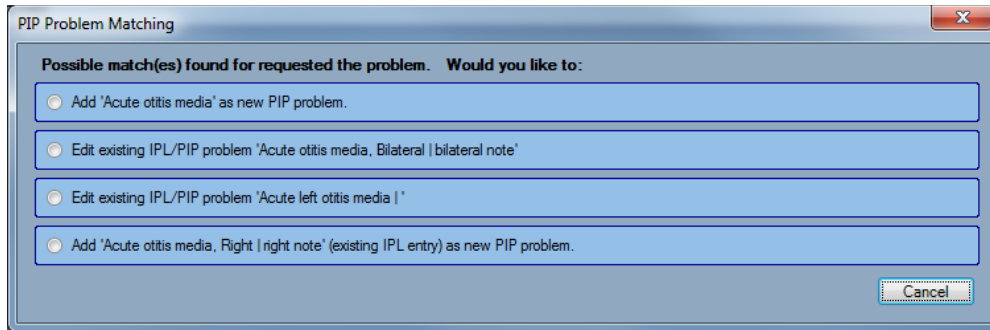 PIP Problem Matching
Possible match(es) found for requested the problem. Would you like to:
Add 'Acute otitis media' as new PIP problem.
Edit existing IPL/PIP problem 'Acute otitis media, Bilateral | bilateral note'
Edit existing IPL/PIP problem 'Acute left otitis media | '
Add 'Acute otitis media, Right | right note' (existing IPL entry) as new PIP problem.
Cancel